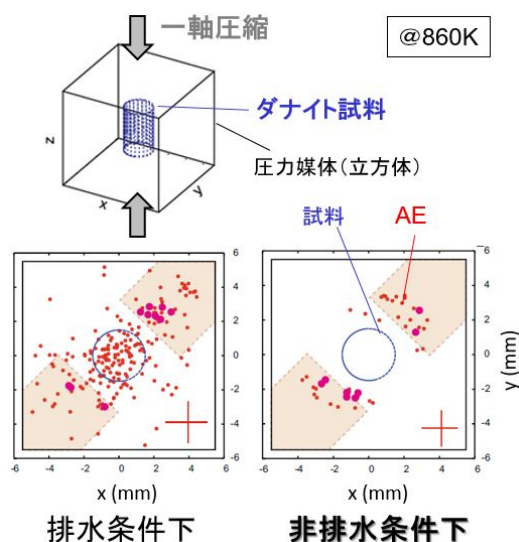 一軸圧縮
@860K
ダナイト試料
圧力媒体(立方体)
z
x
y
試料
AE
6
4
2
0
-2
-4
-6
-6 -4 -2 0 2 4 6
x (mm)
6
4
2
0
-2
-4
-6
-6 -4 -2 0 2 4 6
x (mm)
y (mm)
排水条件下
非排水条件下